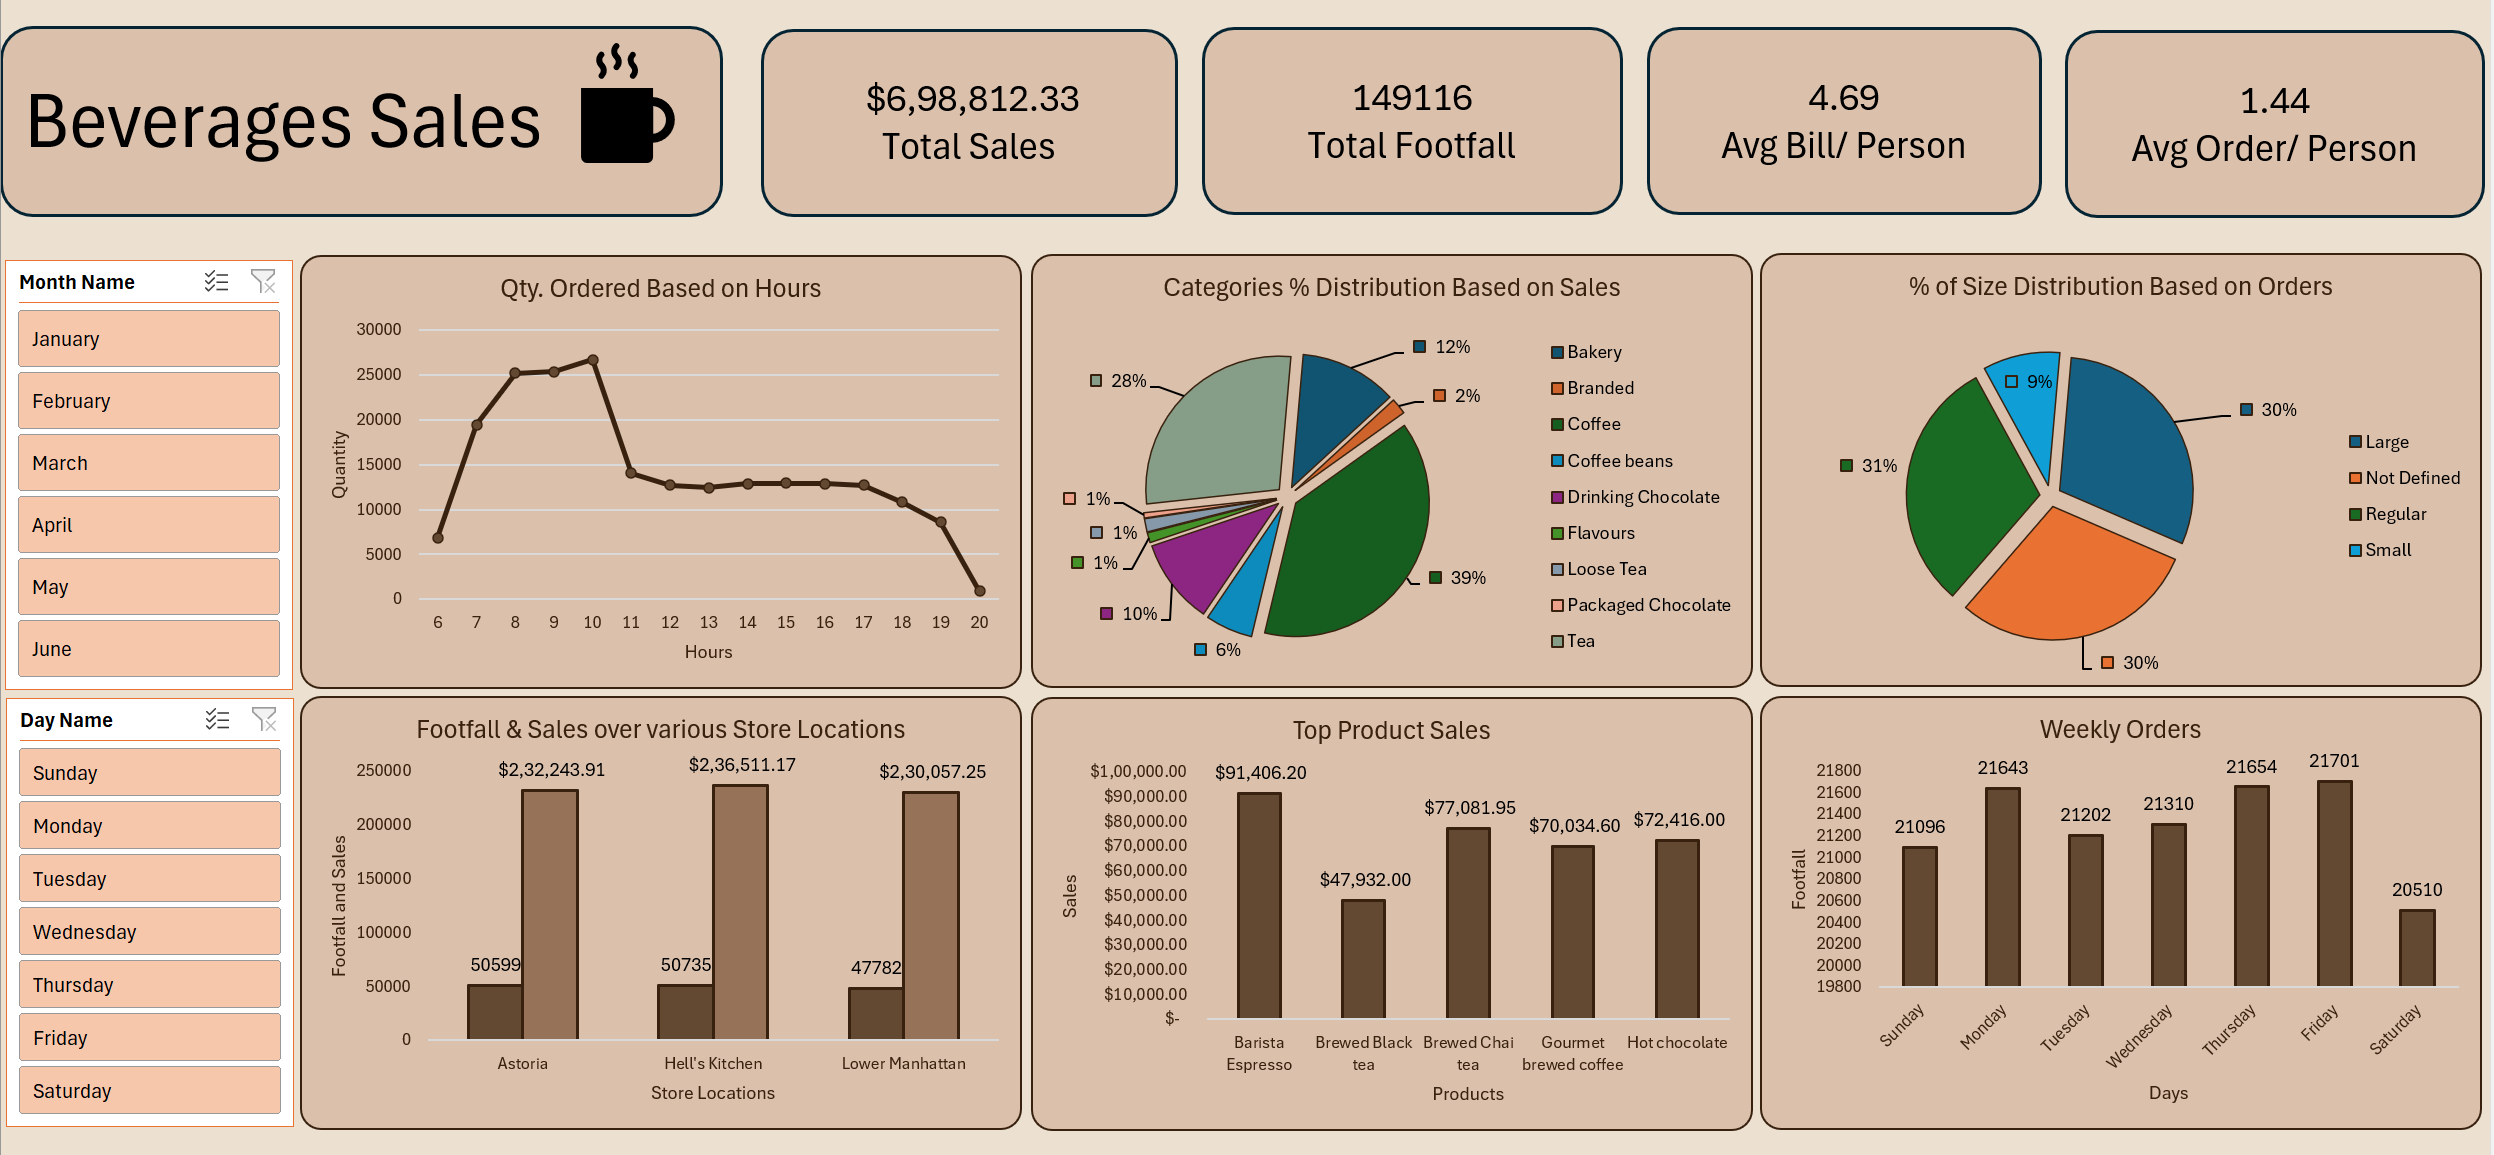 Beverages Sales
$6,98,812.33
Total Sales
149116
Total Footfall
4.69
Avg Bill/ Person
1.44
Avg Order/ Person
Month Name
January
February
March
April
May
June
Day Name
Sunday
Monday
Tuesday
Wednesday
Thursday
Friday
Saturday
Qty. Ordered Based on Hours
Quantity
30000
25000
20000
15000
10000
5000
0
6 7 8 9 10 11 12 13 14 15 16 17 18 19 20
Hours
Categories % Distribution Based on Sales
12%
2%
39%
6%
10%
1%
1%
1%
28%
Bakery
Branded
Coffee
Coffee beans
Drinking Chocolate
Flavours
Loose Tea
Packaged Chocolate
Tea
% of Size Distribution Based on Orders
9%
30%
31%
30%
Large
Not Defined
Regular
Small
Footfall & Sales over various Store Locations
Footfall and Sales
250000
200000
150000
100000
50000
0
$2,32,243.91
$2,36,511.17
$2,30,057.25
50599
50735
47782
Astoria
Hell's Kitchen
Lower Manhattan
Store Locations
Top Product Sales
Sales
$1,00,000.00
$90,000.00
$80,000.00
$70,000.00
$60,000.00
$50,000.00
$40,000.00
$30,000.00
$20,000.00
$10,000.00
$-
$91,406.20
$47,932.00
$77,081.95
$70,034.60
$72,416.00
Barista
Espresso
Brewed Black
tea
Brewed Chai
tea
Gourmet
brewed coffee
Hot chocolate
Products
Weekly Orders
Footfall
21800
21600
21400
21200
21000
20800
20600
20400
20200
20000
19800
21096
21643
21202
21310
21654
21701
20510
Sunday
Monday
Tuesday
Wednesday
Thursday
Friday
Saturday
Days